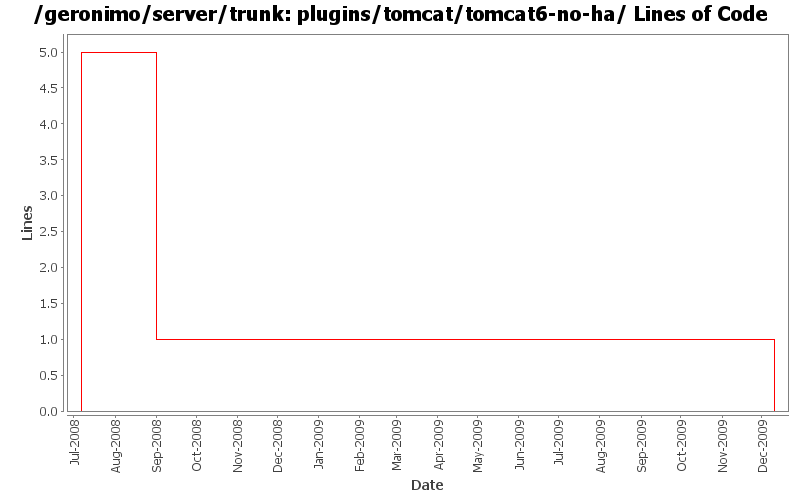 /geronimo/server/trunk: plugins/tomcat/tomcat6-no-ha/ Lines of Code
5.0
4.5
4.0
3.5
3.0
2.5
2.0
1.5
1.0
0.5
0.0
Lines
Jul-2008
Aug-2008
Sep-2008
Oct-2008
Nov-2008
Dec-2008
Jan-2009
Feb-2009
Mar-2009
Apr-2009
May-2009
Jun-2009
Jul-2009
Aug-2009
Sep-2009
Oct-2009
Nov-2009
Dec-2009
Date